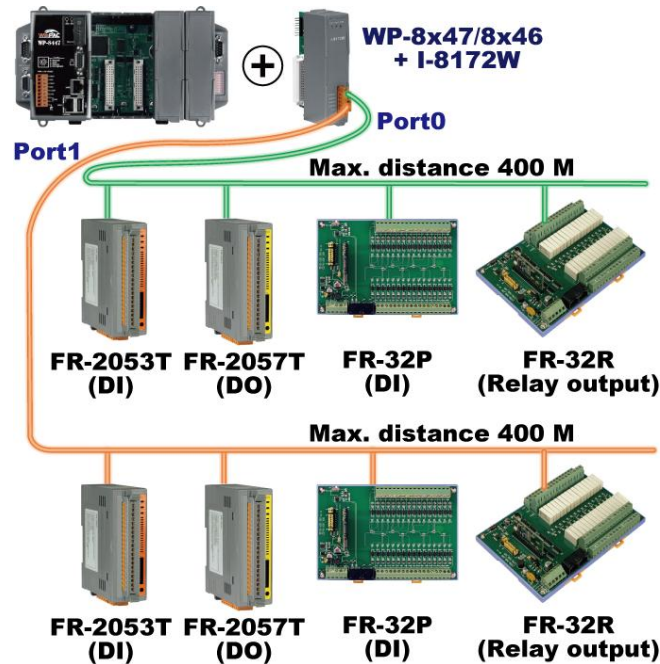 WP-8447
WP-8x47/8x46
+ I-8172W
Port0
Port1
Max. distance 400 M
FR-2053T
(DI)
FR-2057T
(DO)
FR-32P
(DI)
FR-32R
(Relay output)
Max. distance 400 M
FR-2053T
(DI)
FR-2057T
(DO)
FR-32P
(DI)
FR-32R
(Relay output)